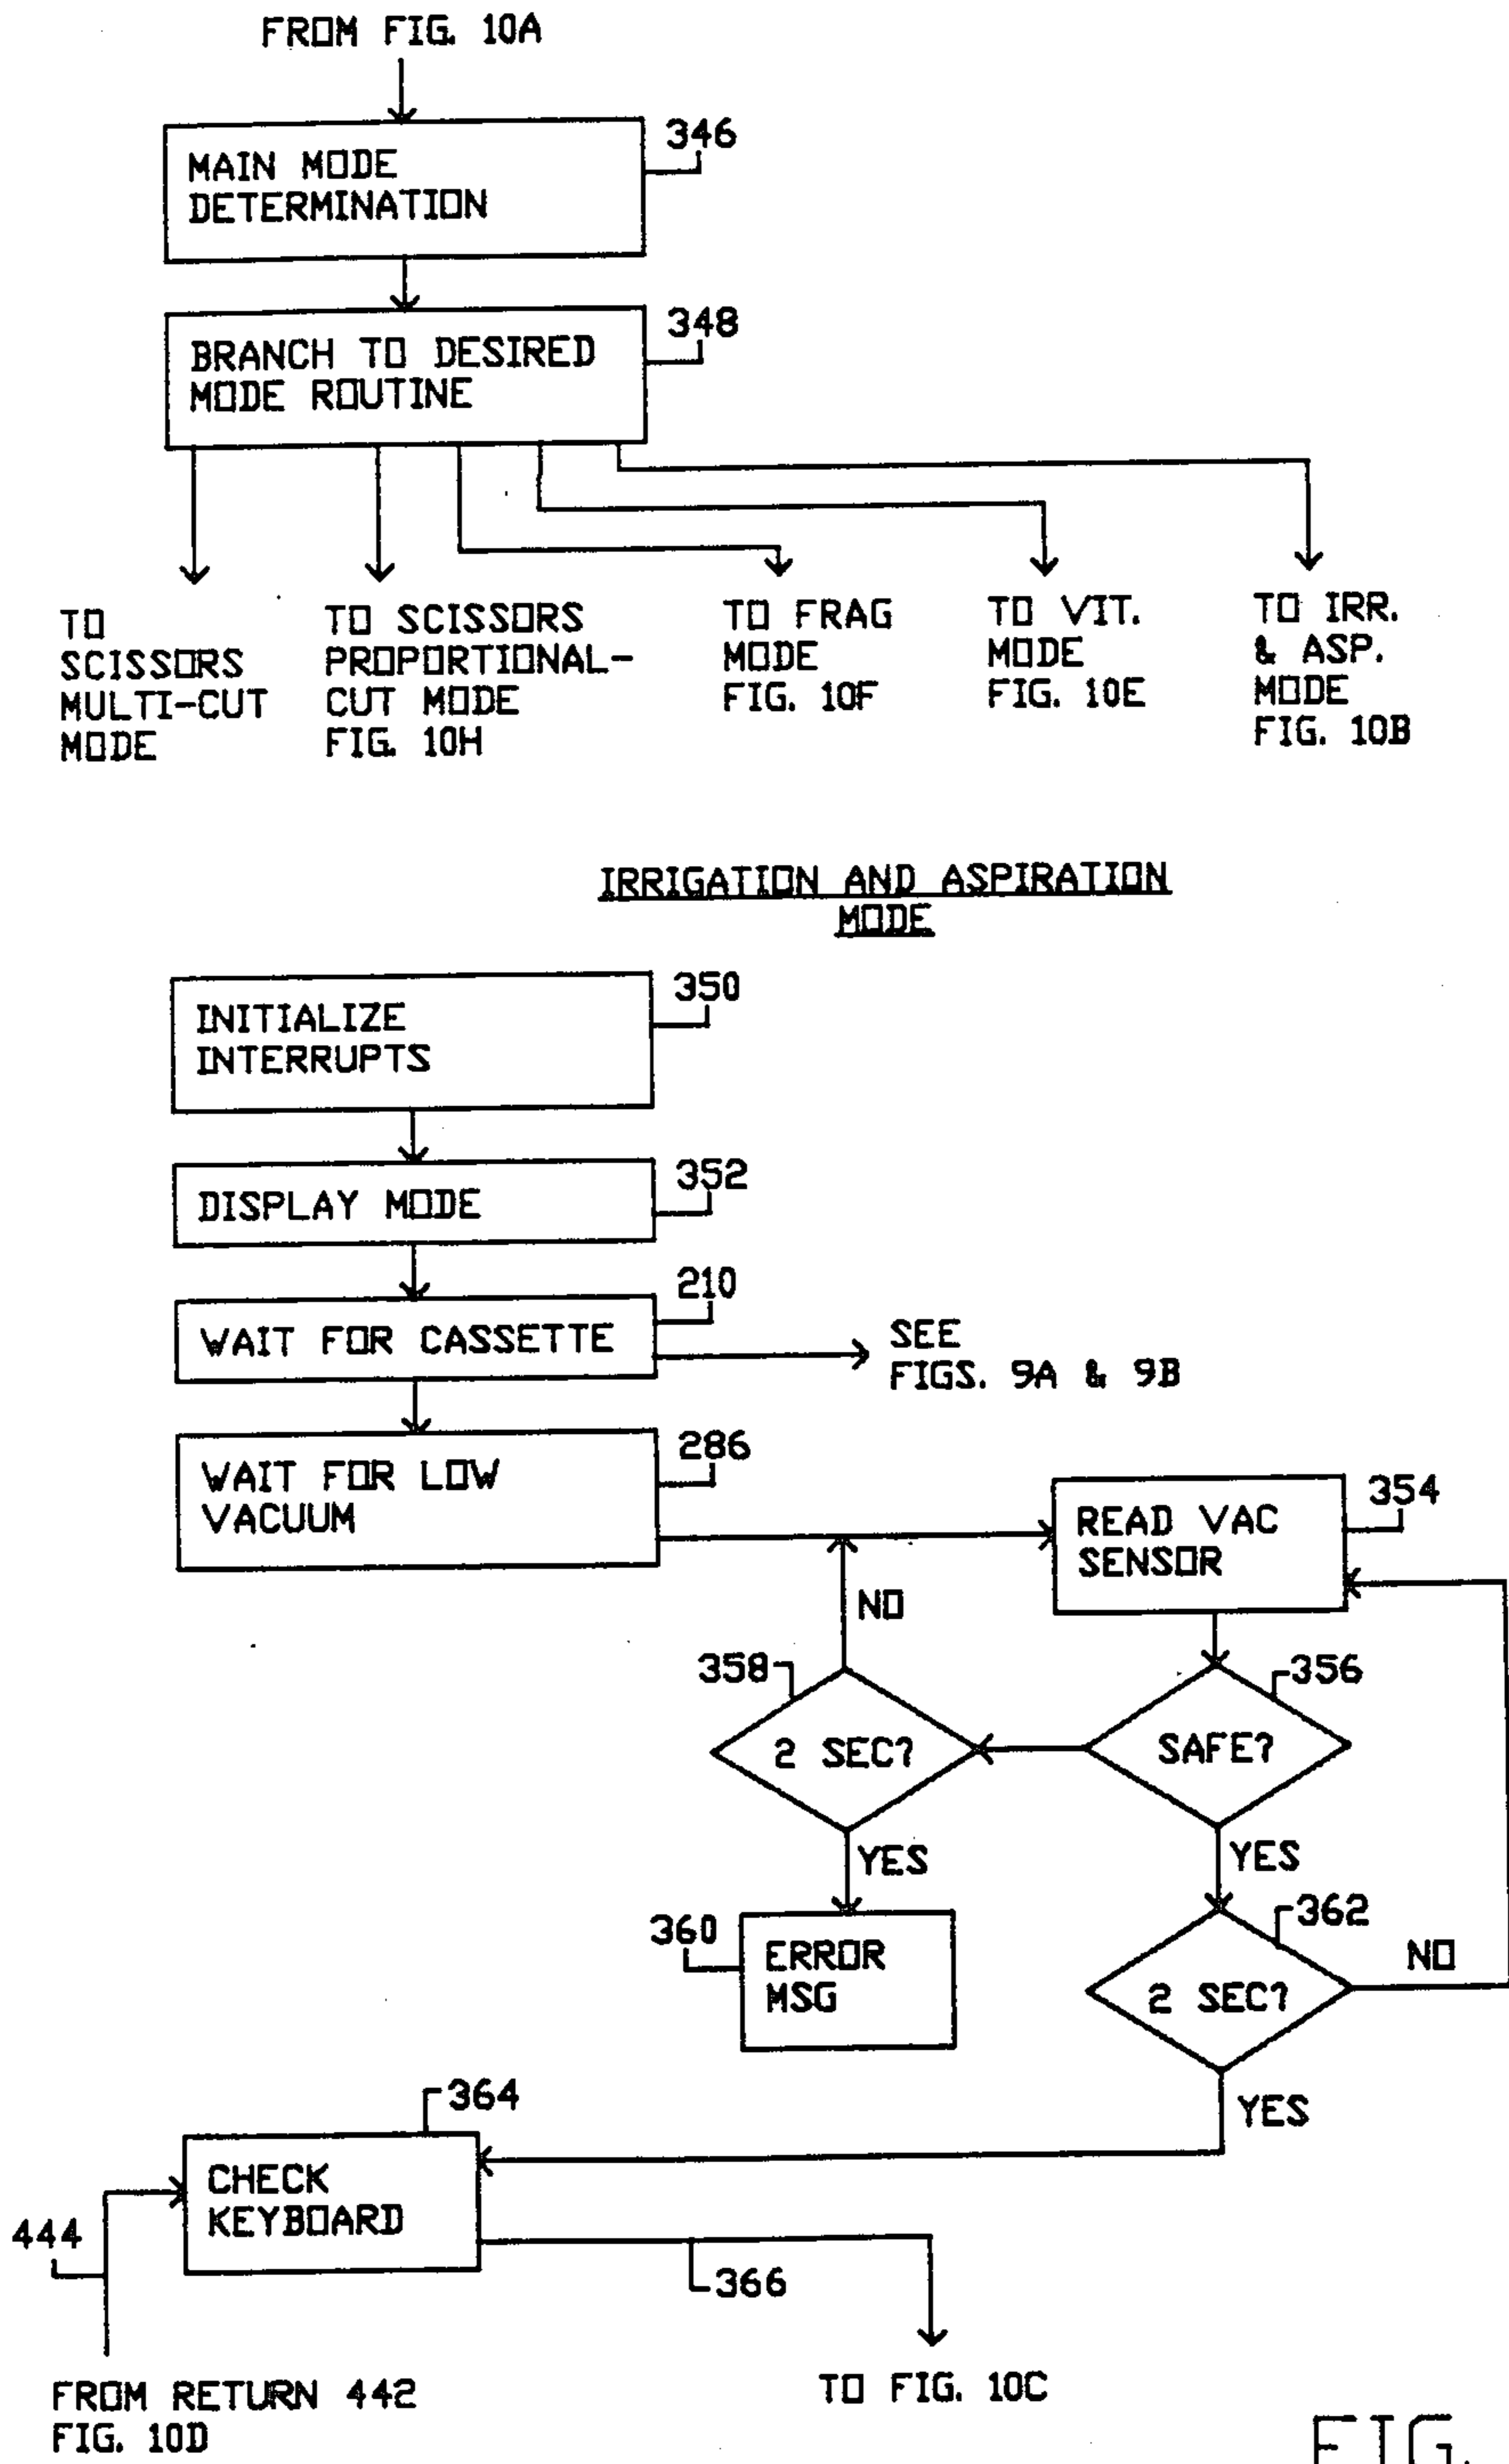 FROM FIG. 10A
346
MAIN MODE
DETERMINATION
348
BRANCH TO DESIRED
MODE ROUTINE
TO
SCISSORS
MULTI-CUT
MODE
TO SCISSORS
PROPORTIONAL-
CUT MODE
FIG. 10H
TO FRAG
MODE
FIG. 10F
TO VIT.
MODE
FIG. 10E
TO IRR.
& ASP.
MODE
FIG. 10B
IRRIGATION AND ASPIRATION
MODE
350
INITIALIZE
INTERRUPTS
352
DISPLAY MODE
210
WAIT FOR CASSETTE
SEE
FIGS. 9A & 9B
286
WAIT FOR LOW
VACUUM
354
READ VAC
SENSOR
NO
358
2 SEC?
356
SAFE?
YES
YES
360
ERROR
MSG
362
2 SEC?
NO
YES
364
CHECK
KEYBOARD
444
366
FROM RETURN 442
FIG. 10D
TO FIG. 10C
FIG.